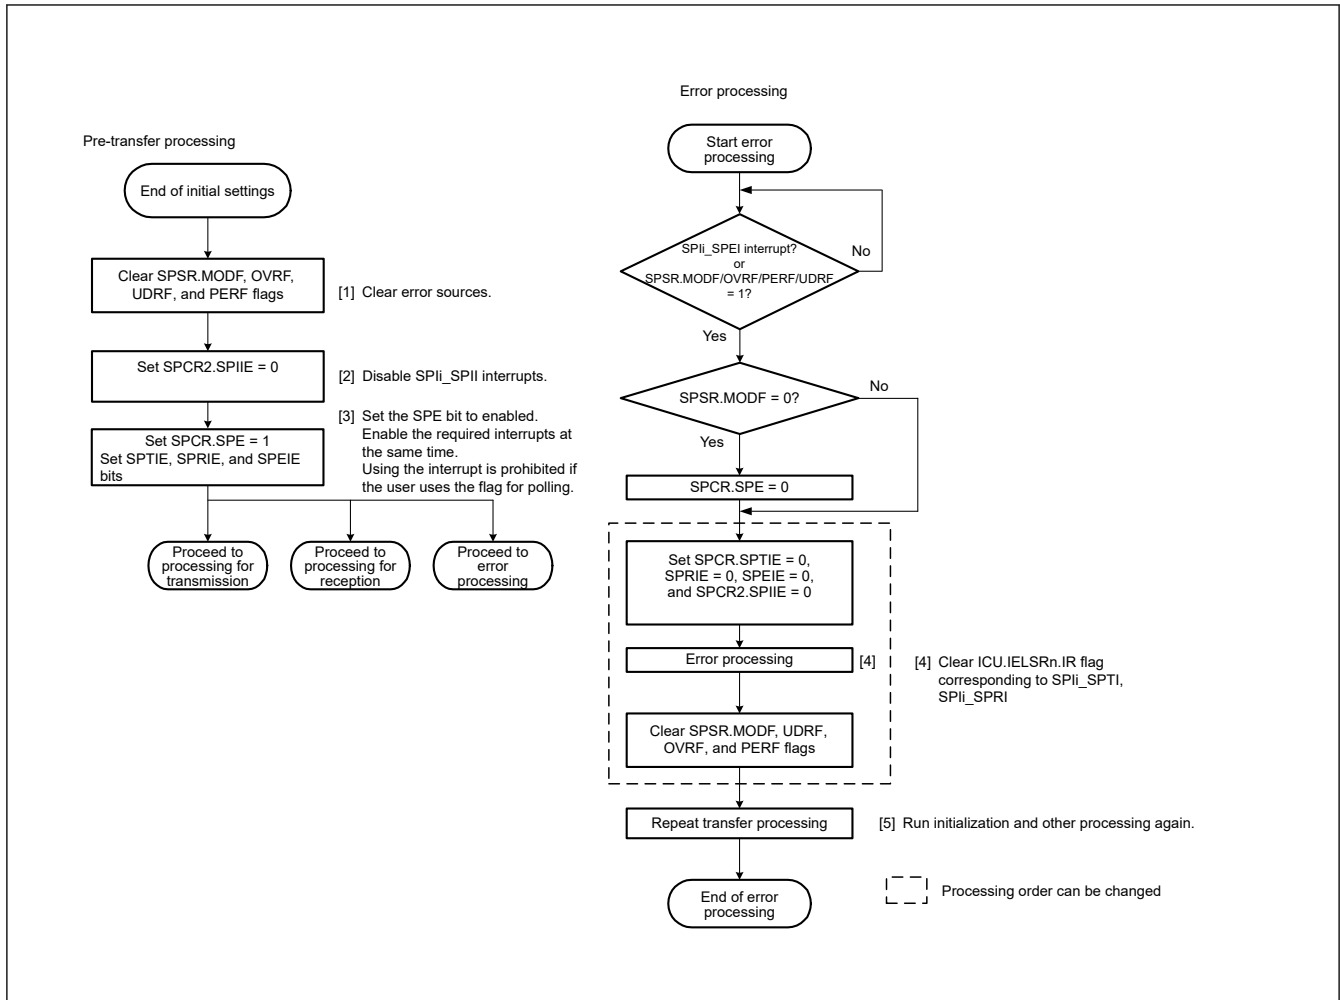 Pre-transfer processing
End of initial settings
Clear SPSR.MODF, OVRF,
UDRF, and PERF flags
[1] Clear error sources.
Set SPCR2.SPIIE = 0
[2] Disable SPIi_SPII interrupts.
Set SPCR.SPE = 1
Set SPTIE, SPRIE, and SPEIE
bits
[3] Set the SPE bit to enabled.
Enable the required interrupts at
the same time.
Using the interrupt is prohibited if
the user uses the flag for polling.
Proceed to
processing for
transmission
Proceed to
processing for
reception
Proceed to
error
processing
Error processing
Start error
processing
SPIi_SPEI interrupt?
or
SPSR.MODF/OVRF/PERF/UDRF
= 1?
No
Yes
SPSR.MODF = 0?
No
Yes
SPCR.SPE = 0
Set SPCR.SPTIE = 0,
SPRIE = 0, SPEIE = 0,
and SPCR2.SPIIE = 0
Error processing
[4]
[4] Clear ICU.IELSRn.IR flag
corresponding to SPIi_SPTI,
SPIi_SPRI
Clear SPSR.MODF, UDRF,
OVRF, and PERF flags
Repeat transfer processing
[5] Run initialization and other processing again.
End of error
processing
Processing order can be changed